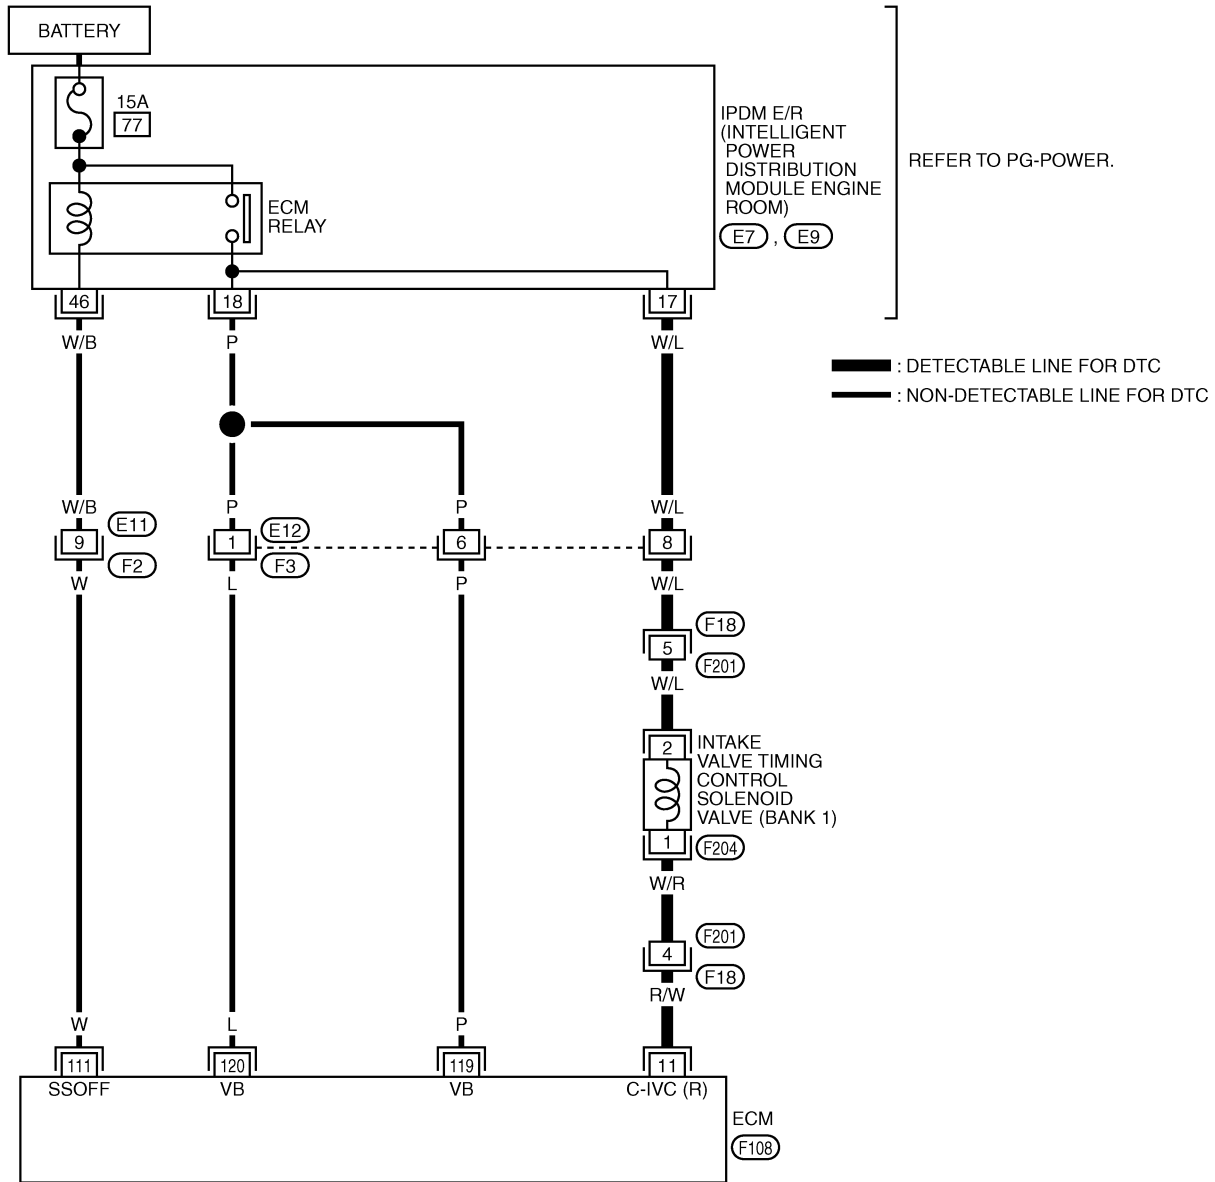 BATTERY
15A
77
IPDM E/R
(INTELLIGENT
POWER
DISTRIBUTION
MODULE ENGINE
ROOM)
E7 , E9
REFER TO PG-POWER.
ECM
RELAY
46 18 17
W/B P W/L
: DETECTABLE LINE FOR DTC
: NON-DETECTABLE LINE FOR DTC
W/B P P W/L
9 E11 F2 1 E12 F3 6 8
W L P W/L
F18
5
F201
W/L
2
INTAKE
VALVE TIMING
CONTROL
SOLENOID
VALVE (BANK 1)
1 F204
W/R
F201
4
F18
R/W
W L P
111 120 119 11
SSOFF VB VB C-IVC (R)
ECM
F108